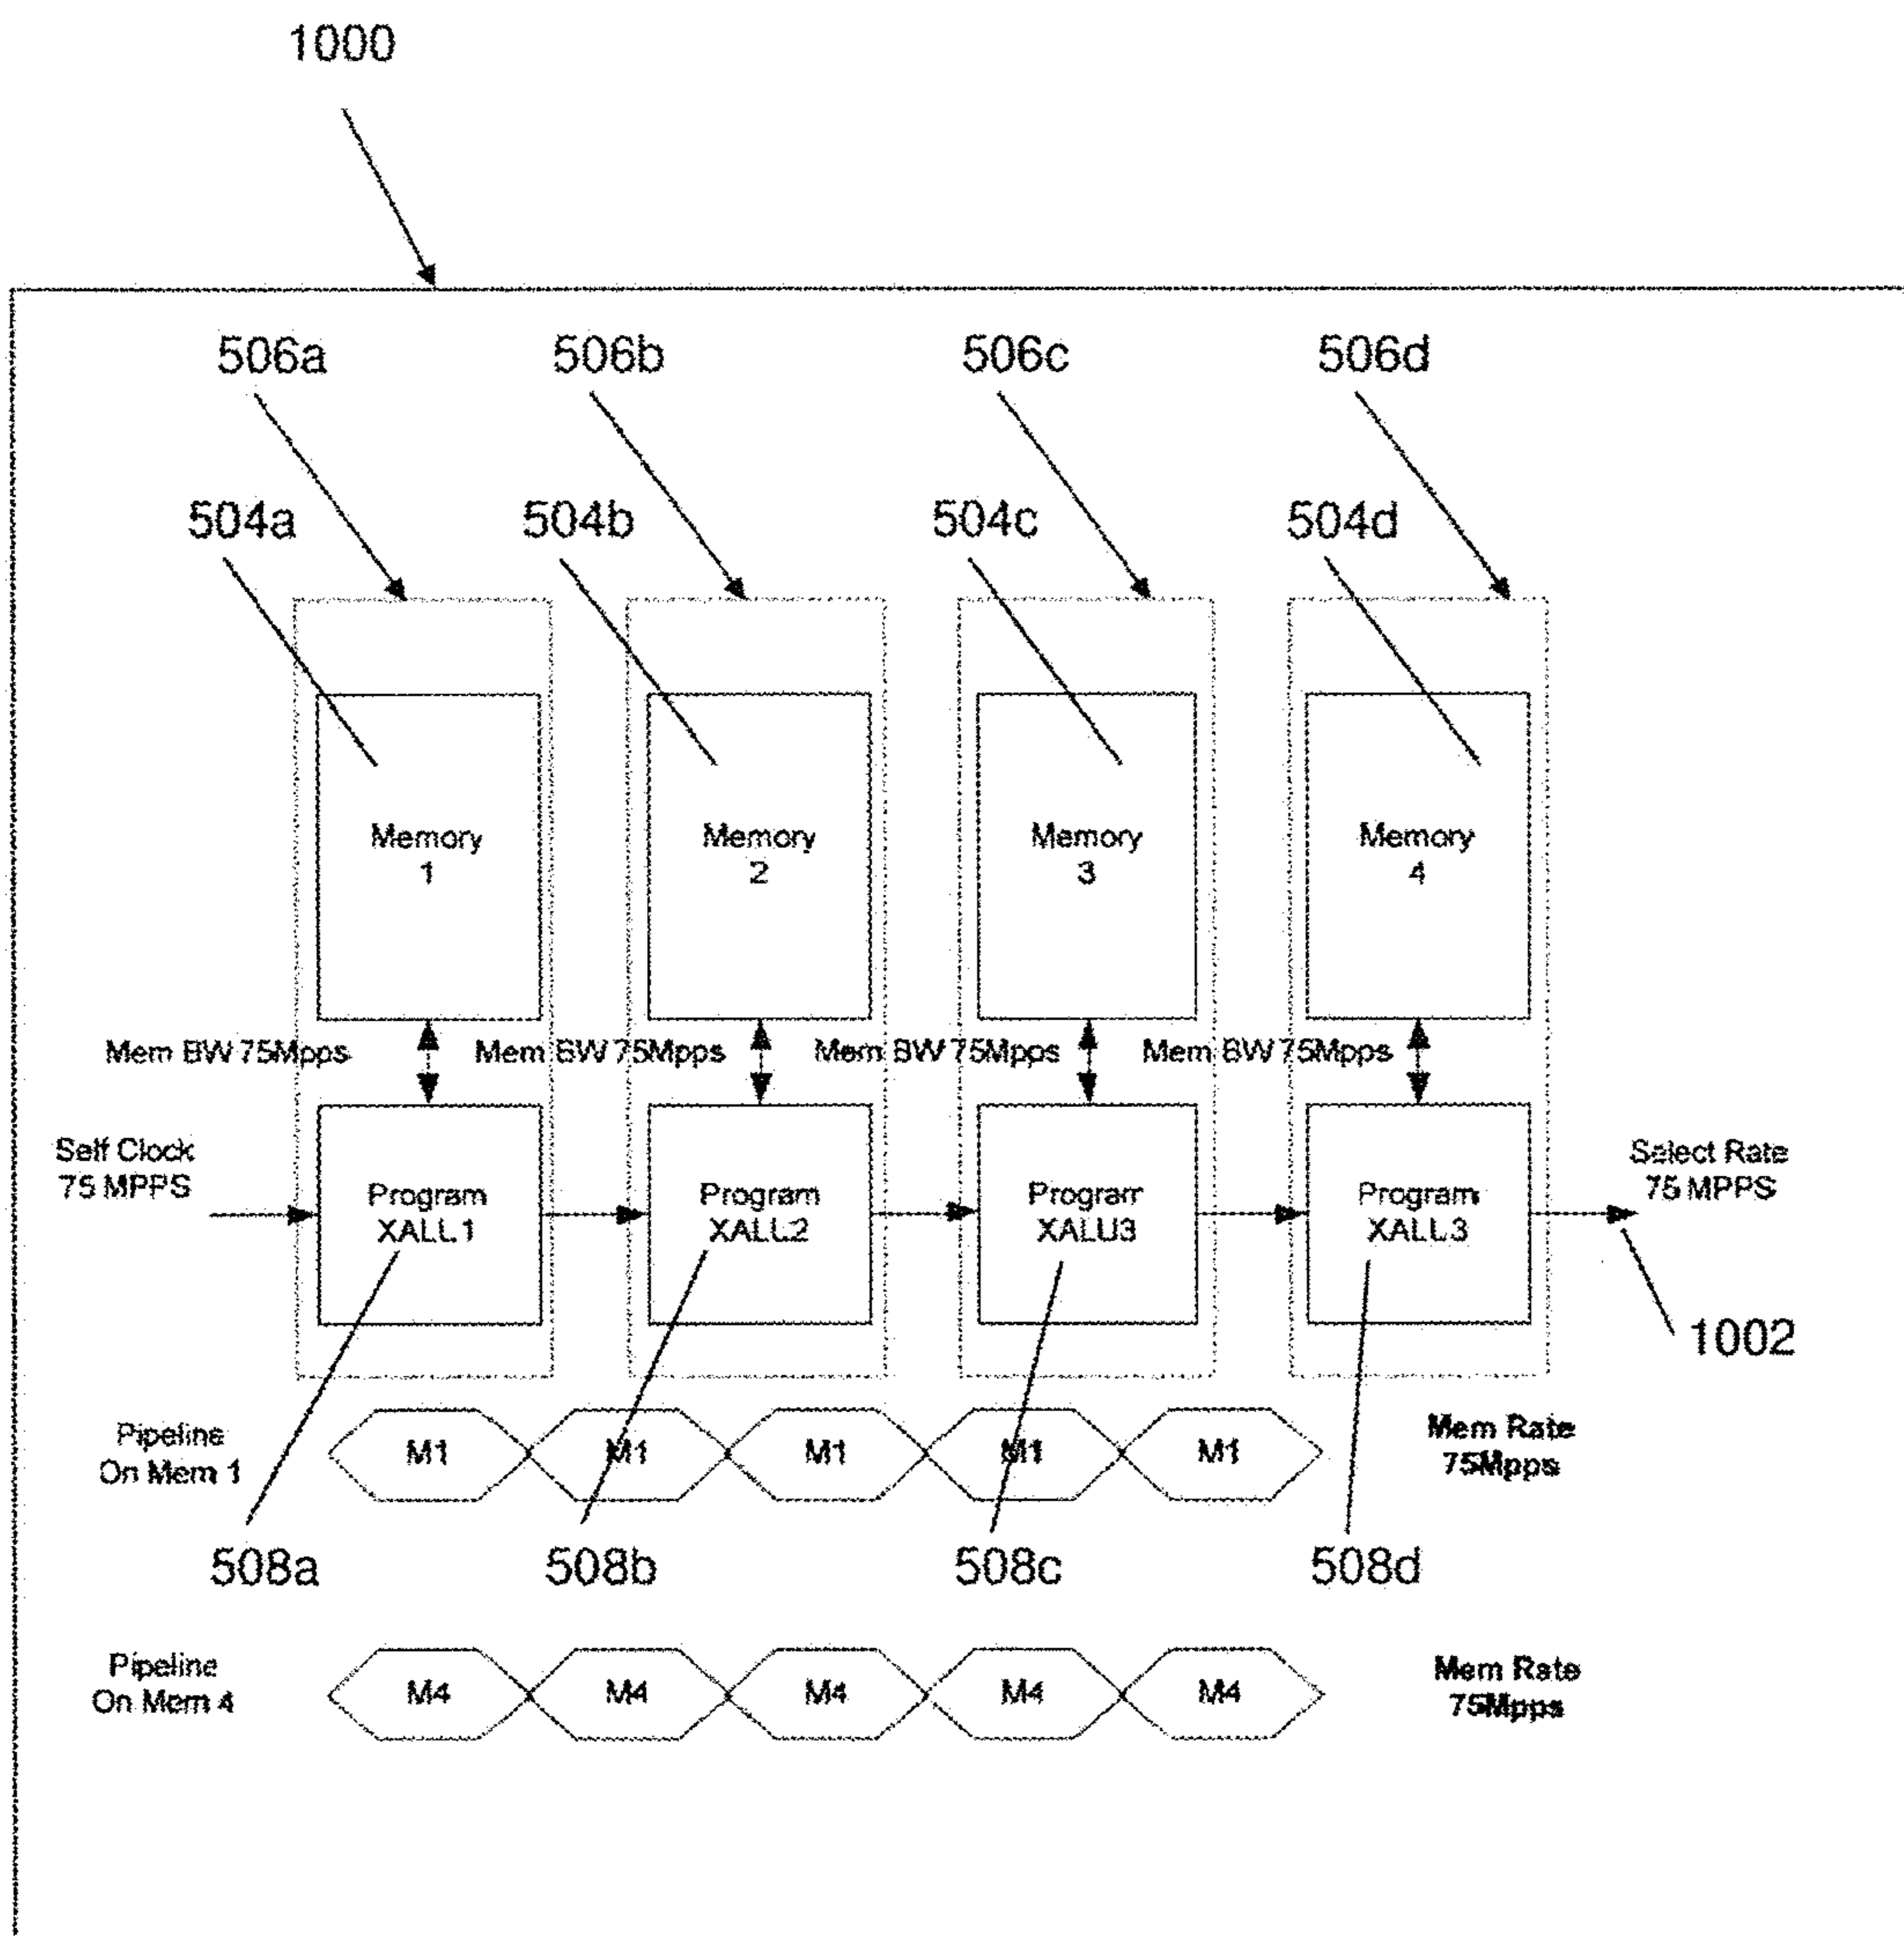 1000
506a
506b
506c
506d
504a
504b
504c
504d
Memory
1
Memory
2
Memory
3
Memory
4
Mem BW 75Mpps
Mem BW 75Mpps
Mem BW 75Mpps
Mem BW 75Mpps
Self Clock
75 MPPS
Program
XALL1
Program
XALL2
Program
XALU3
Program
XALL3
Select Rate
75 MPPS
1002
Pipeline
On Mem 1
M1
M1
M1
M1
M1
Mem Rate
75Mpps
508a
508b
508c
508d
Pipeline
On Mem 4
M4
M4
M4
M4
M4
Mem Rate
75Mpps